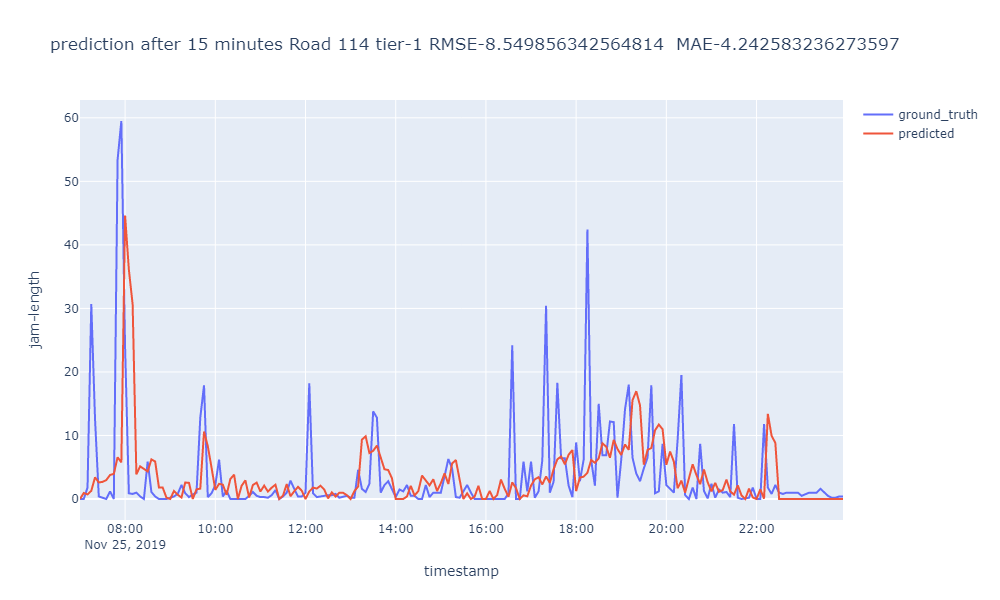 prediction after 15 minutes Road 114 tier-1 RMSE-8.549856342564814  MAE-4.242583236273597
ground_truth
predicted
60
50
40
30
20
10
0
jam-length
08:00 10:00 12:00 14:00 16:00 18:00 20:00 22:00
Nov 25, 2019
timestamp